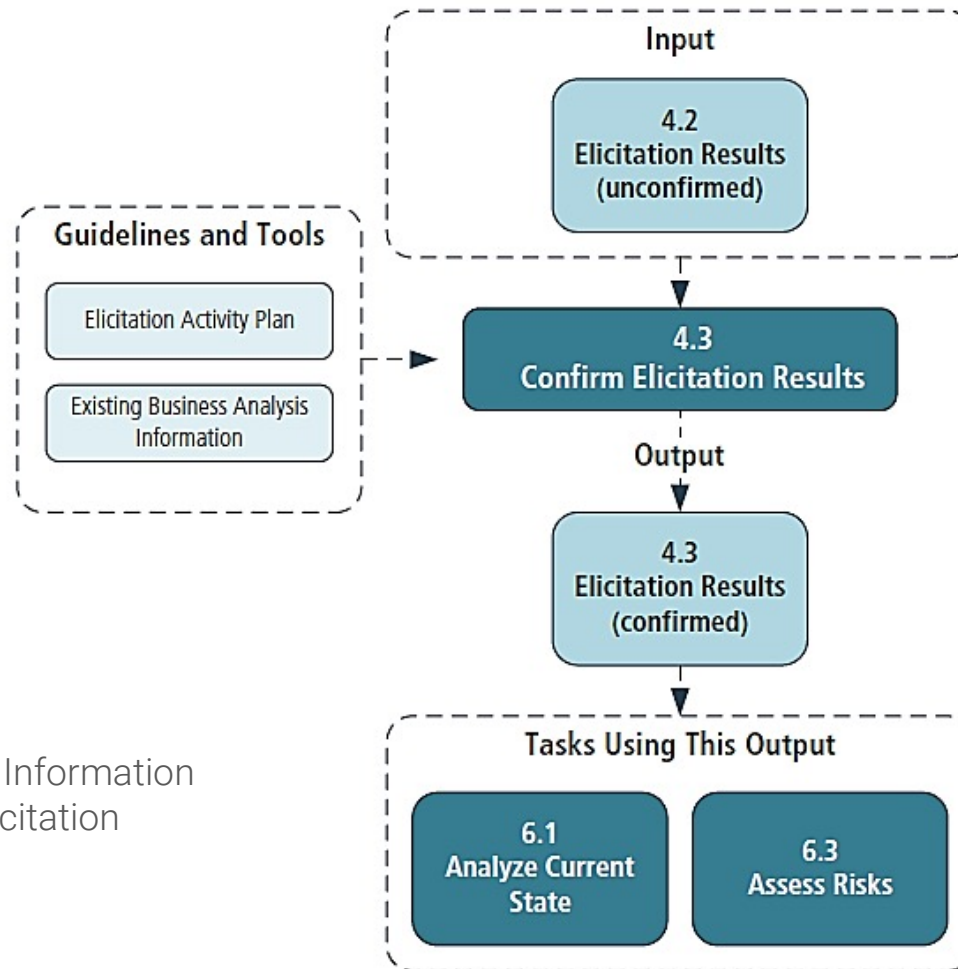 Input
4.2
Elicitation Results
(unconfirmed)
Guidelines and Tools
Elicitation Activity Plan
Existing Business Analysis
Information
4.3
Confirm Elicitation Results
Output
4.3
Elicitation Results
(confirmed)
Information
citation
Tasks Using This Output
6.1
Analyze Current
State
6.3
Assess Risks